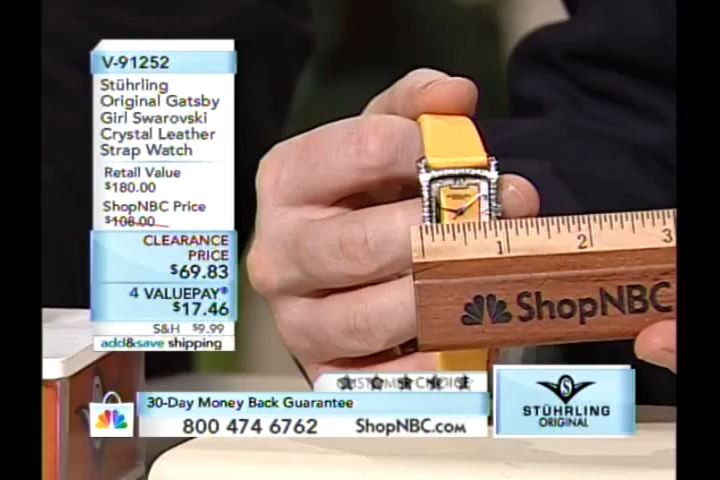 V-91252
Stührling
Original Gatsby
Girl Swarovski
Crystal Leather
Strap Watch
Retail Value
$180.00
ShopNBC Price
$108.00
CLEARANCE
PRICE
$69.83
4 VALUEPAY®
$17.46
S&H $9.99
add&save shipping
1 2 3
ShopNBC
CUSTOMER CHOICE
30-Day Money Back Guarantee
800 474 6762 ShopNBC.com
S
STÜHRLING
ORIGINAL